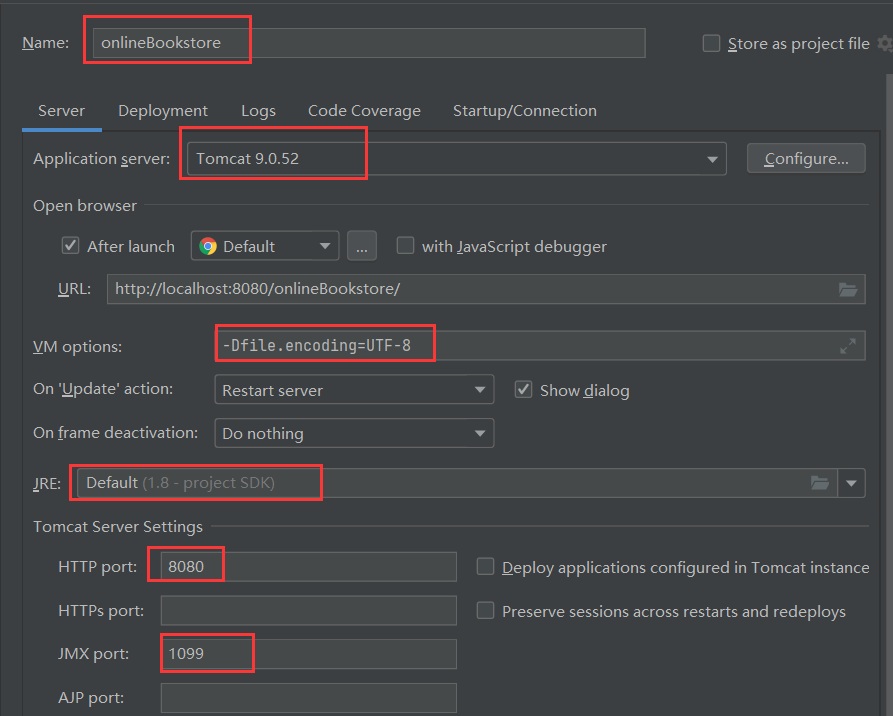 Name: onlineBookstore Store as project file
Server Deployment Logs Code Coverage Startup/Connection
Application server: Tomcat 9.0.52 Configure...
Open browser
After launch Default ... with JavaScript debugger
URL: http://localhost:8080/onlineBookstore/
VM options: -Dfile.encoding=UTF-8
On 'Update' action: Restart server Show dialog
On frame deactivation: Do nothing
JRE: Default (1.8 - project SDK)
Tomcat Server Settings
HTTP port: 8080 Deploy applications configured in Tomcat instance
HTTPs port: Preserve sessions across restarts and redeploys
JMX port: 1099
AJP port: